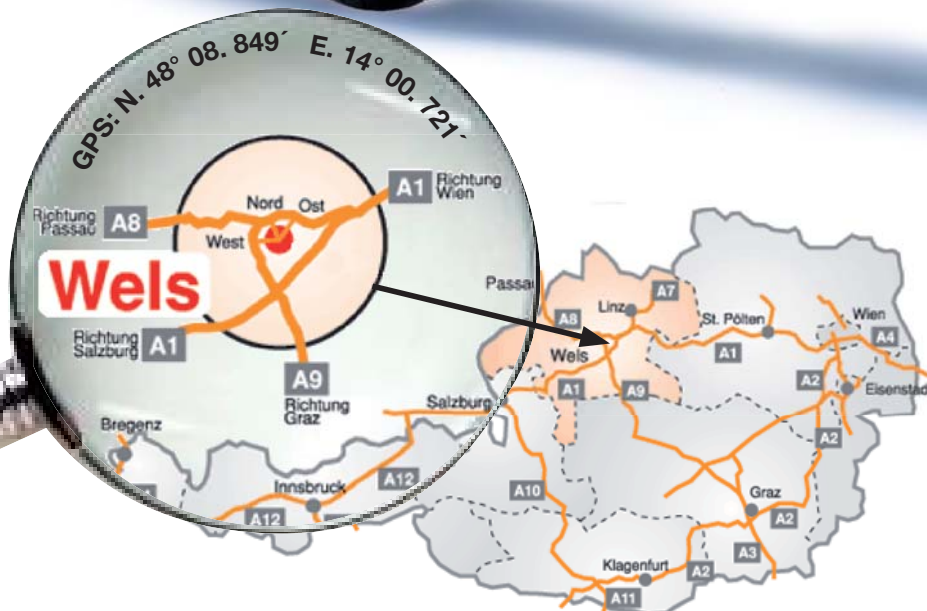 GPS: N. 48° 08. 849´ E. 14° 00. 721´
A1 Richtung
Wien
Nord Ost
Richtung
Passau A8
West
Wels
Richtung
Salzburg A1
A9
Richtung
Graz
Passau
A7
Linz
A8
St. Pölten
Wien
A4
Wels
A1
A2
Eisenstadt
A1
A9
Salzburg
Bregenz
A2
A12
Innsbruck
A10
Graz
A12
A2
A3
Klagenfurt
A2
A11